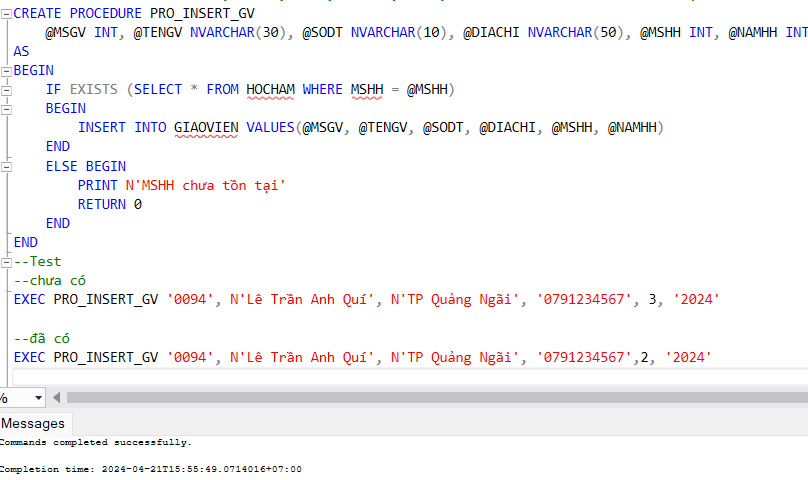 CREATE PROCEDURE PRO_INSERT_GV
@MSGV INT, @TENGV NVARCHAR(30), @SODT NVARCHAR(10), @DIACHI NVARCHAR(50), @MSHH INT, @NAMHH INT
AS
BEGIN
IF EXISTS (SELECT * FROM HOCHAM WHERE MSHH = @MSHH)
BEGIN
INSERT INTO GIAOVIEN VALUES(@MSGV, @TENGV, @SODT, @DIACHI, @MSHH, @NAMHH)
END
ELSE BEGIN
PRINT N'MSHH chưa tồn tại'
RETURN 0
END
END
--Test
--chưa có
EXEC PRO_INSERT_GV '0094', N'Lê Trần Anh Quí', N'TP Quảng Ngãi', '0791234567', 3, '2024'
--đã có
EXEC PRO_INSERT_GV '0094', N'Lê Trần Anh Quí', N'TP Quảng Ngãi', '0791234567',2, '2024'
%
Messages
Commands completed successfully.
Completion time: 2024-04-21T15:55:49.0714016+07:00